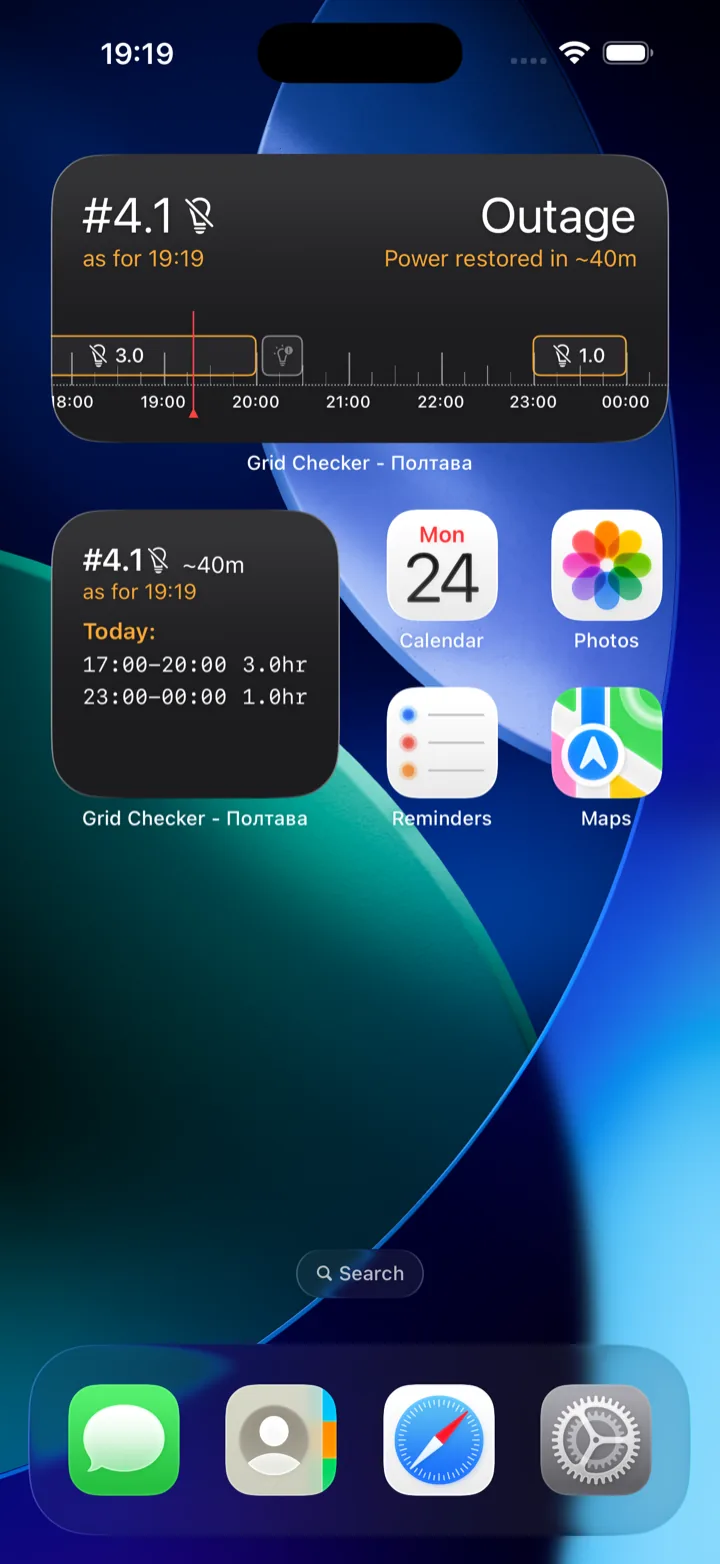 19:19
#4.1 Outage
as for 19:19 Power restored in ~40m
3.0 1.0
18:00 19:00 20:00 21:00 22:00 23:00 00:00
Grid Checker - Полтава
#4.1 ~40m
as for 19:19
Today:
17:00–20:00 3.0hr
23:00–00:00 1.0hr
Grid Checker - Полтава
Mon
24
Calendar
Photos
Reminders
Maps
Search